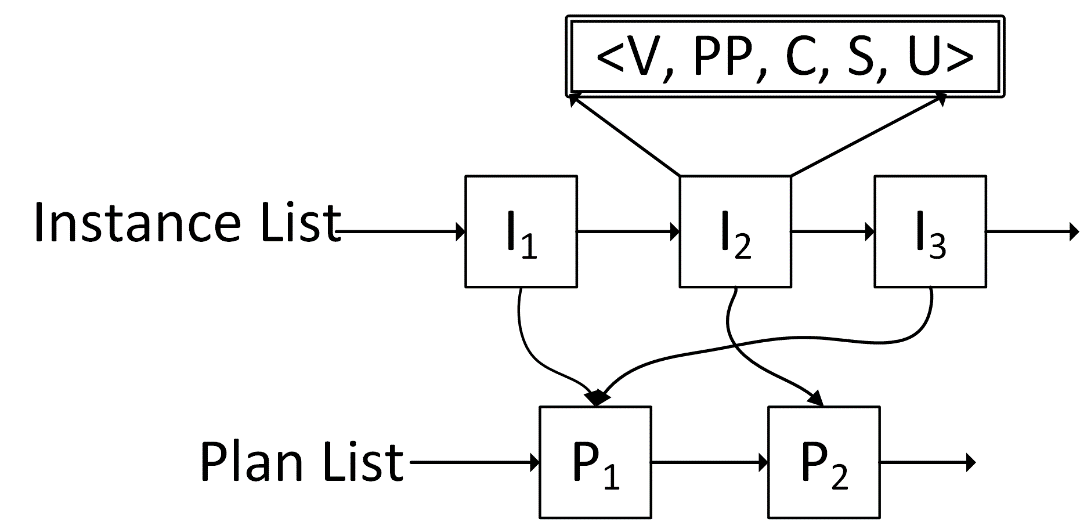 <V, PP, C, S, U>
Instance List I₁ I₂ I₃
Plan List P₁ P₂